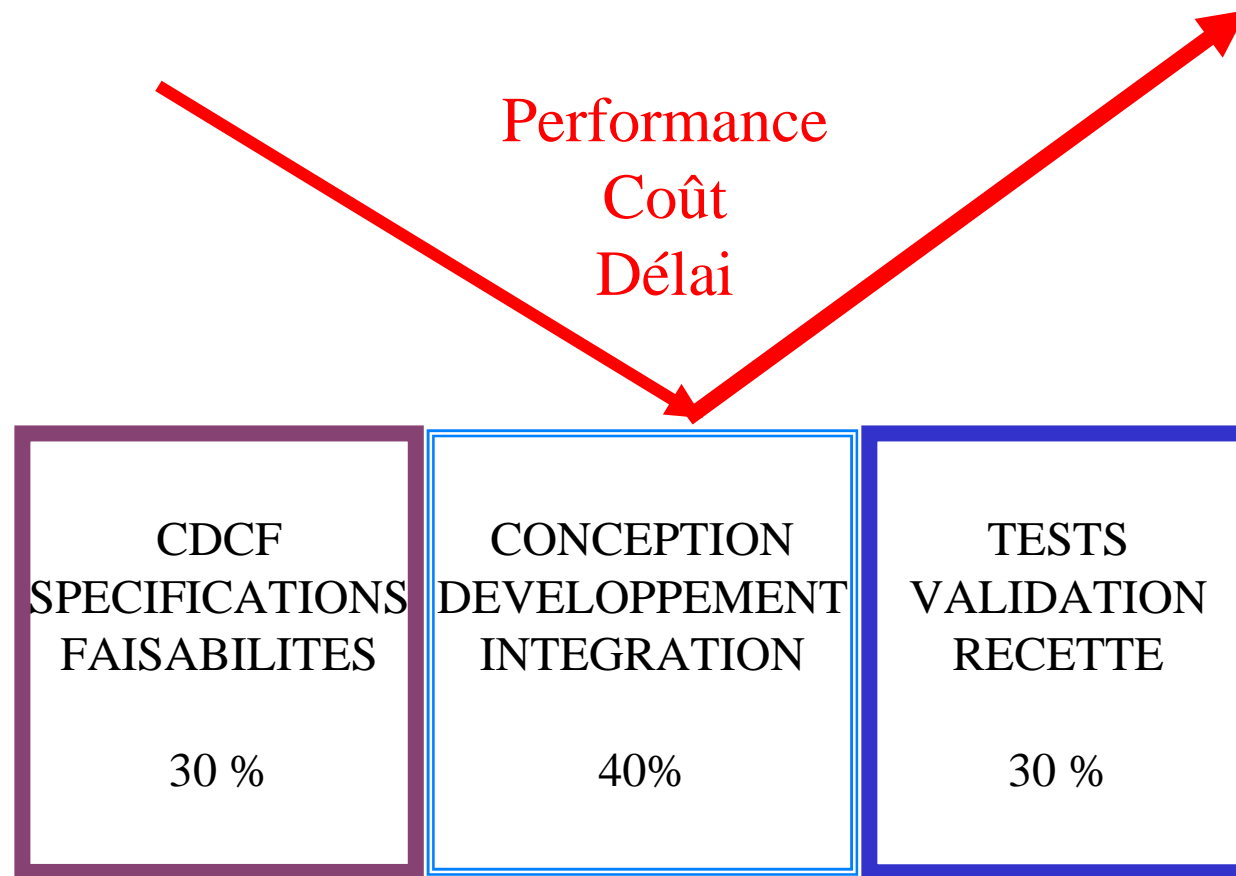 Performance
Coût
Délai
CDCF
SPECIFICATIONS
FAISABILITES
30 %
CONCEPTION
DEVELOPPEMENT
INTEGRATION
40%
TESTS
VALIDATION
RECETTE
30 %